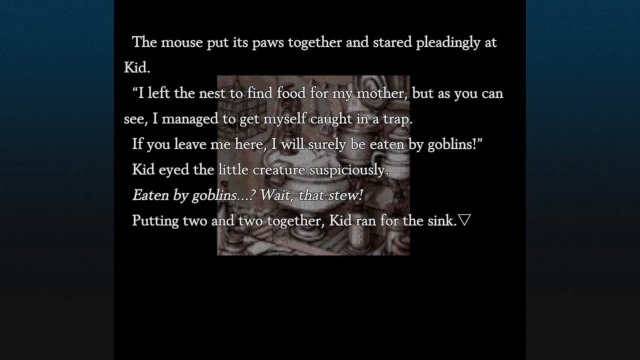 The mouse put its paws together and stared pleadingly at
Kid.
“I left the nest to find food for my mother, but as you can
see, I managed to get myself caught in a trap.
If you leave me here, I will surely be eaten by goblins!”
Kid eyed the little creature suspiciously.
Eaten by goblins...? Wait, that stew!
Putting two and two together, Kid ran for the sink.▽